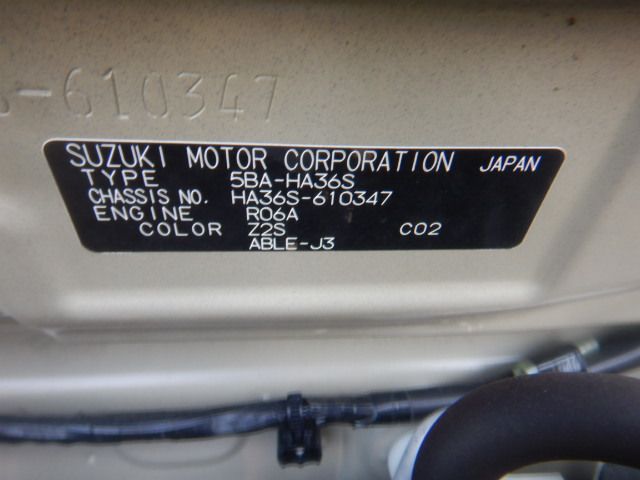 S-610347
SUZUKI MOTOR CORPORATION JAPAN
TYPE 5BA-HA36S
CHASSIS NO. HA36S-610347
ENGINE R06A
COLOR Z2S C02
ABLE-J3